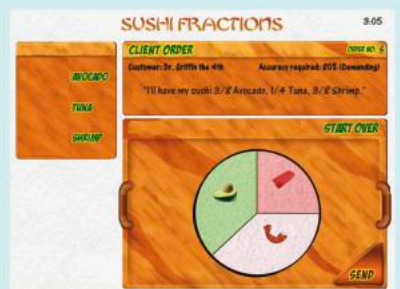 SUSHI FRACTIONS
3:05
AVOCADO
TUNA
SHRIMP
CLIENT ORDER
ORDER NO: 6
Customer: Dr. Griffin the 4th
Accuracy required: 80% (Demanding)
"I'll have my sushi 3/8 Avocado, 1/4 Tuna, 3/8 Shrimp."
START OVER
SEND